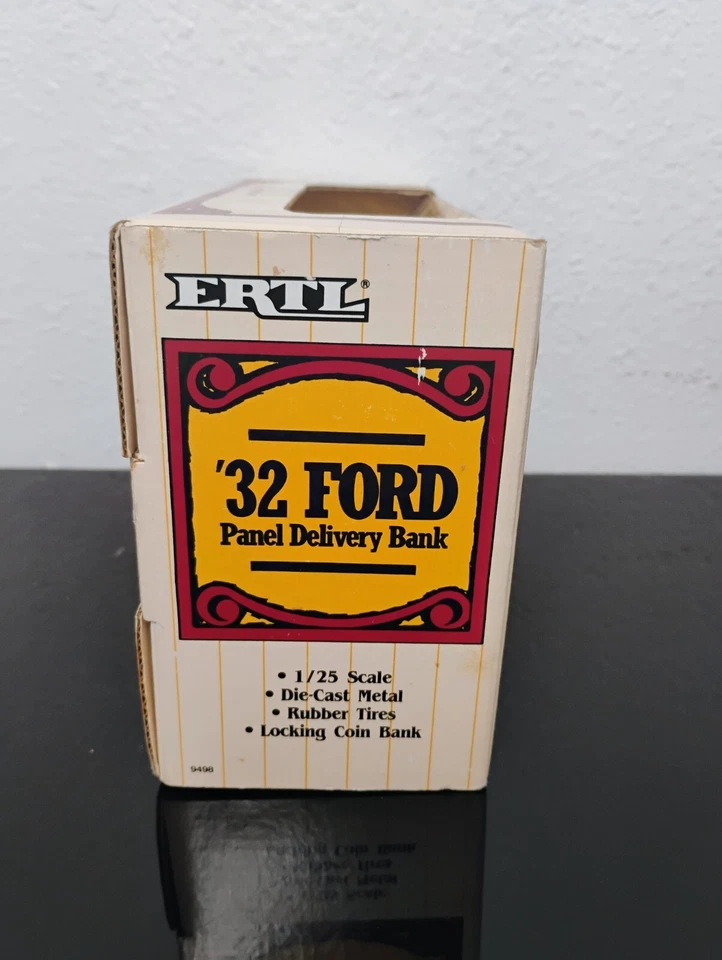 ERTL®
'32 FORD
Panel Delivery Bank
• 1/25 Scale
• Die-Cast Metal
• Rubber Tires
• Locking Coin Bank
9498